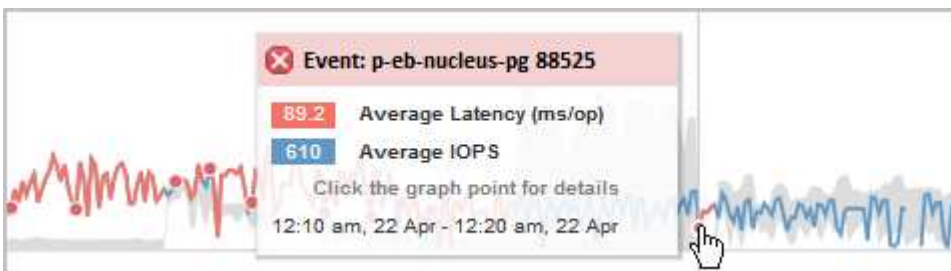 Event: p-eb-nucleus-pg 88525
89.2 Average Latency (ms/op)
610 Average IOPS
Click the graph point for details
12:10 am, 22 Apr - 12:20 am, 22 Apr